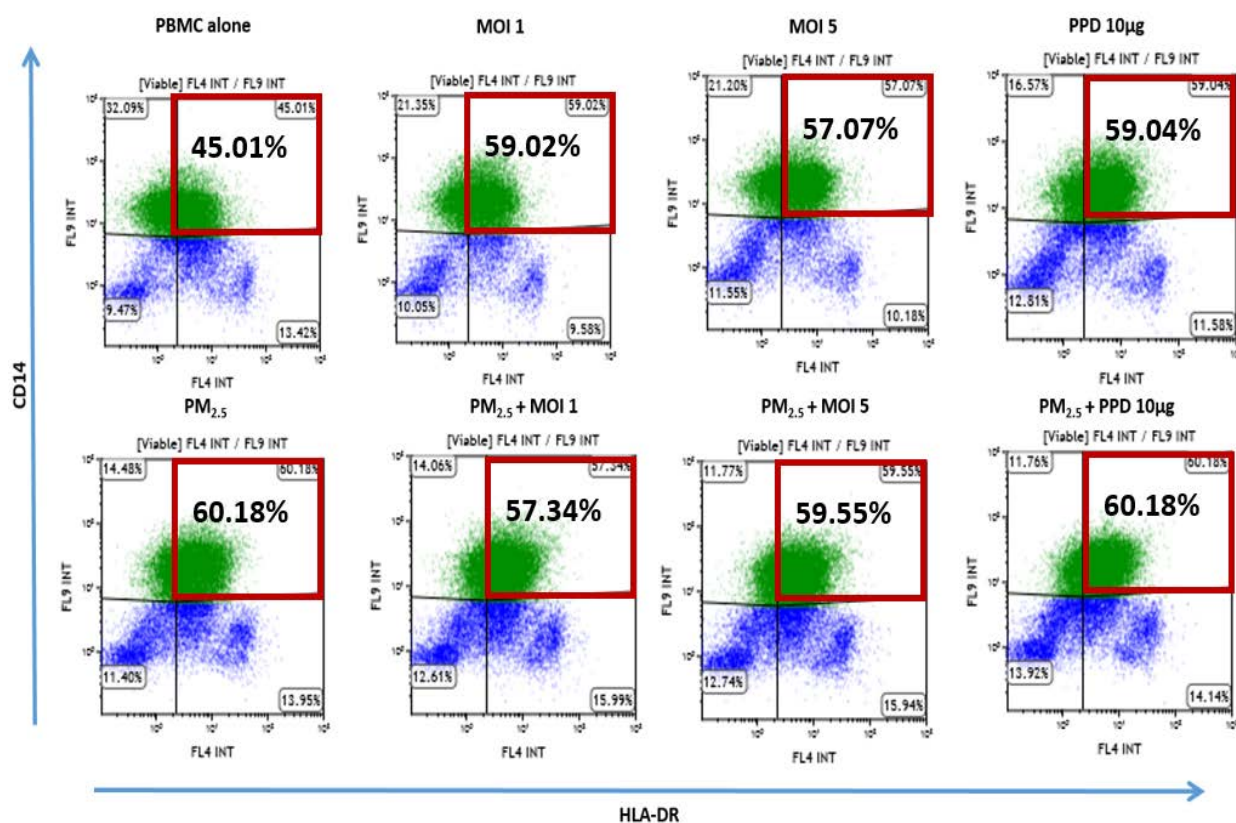 PBMC alone
MOI 1
MOI 5
PPD 10µg
[Viable] FL4 INT / FL9 INT
[Viable] FL4 INT / FL9 INT
[Viable] FL4 INT / FL9 INT
[Viable] FL4 INT / FL9 INT
32.09%
45.01%
21.35%
59.02%
21.20%
57.07%
16.57%
59.04%
45.01%
59.02%
57.07%
59.04%
FL9 INT
FL9 INT
FL9 INT
FL9 INT
9.47%
13.42%
10.05%
9.58%
11.55%
10.18%
12.81%
11.58%
FL4 INT
FL4 INT
FL4 INT
FL4 INT
CD14
PM2.5
PM2.5 + MOI 1
PM2.5 + MOI 5
PM2.5 + PPD 10µg
[Viable] FL4 INT / FL9 INT
[Viable] FL4 INT / FL9 INT
[Viable] FL4 INT / FL9 INT
[Viable] FL4 INT / FL9 INT
14.48%
60.18%
14.06%
57.34%
11.77%
59.55%
11.76%
60.18%
60.18%
57.34%
59.55%
60.18%
FL9 INT
FL9 INT
FL9 INT
FL9 INT
11.40%
13.95%
12.61%
15.99%
12.74%
15.94%
13.92%
14.14%
FL4 INT
FL4 INT
FL4 INT
FL4 INT
HLA-DR